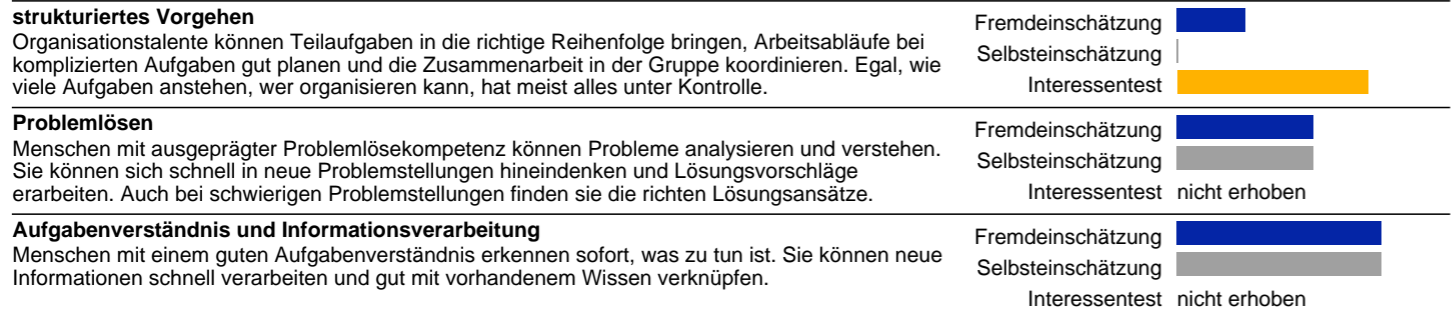 strukturiertes Vorgehen
Organisationstalente können Teilaufgaben in die richtige Reihenfolge bringen, Arbeitsabläufe bei
komplizierten Aufgaben gut planen und die Zusammenarbeit in der Gruppe koordinieren. Egal, wie
viele Aufgaben anstehen, wer organisieren kann, hat meist alles unter Kontrolle.
Fremdeinschätzung
Selbsteinschätzung
Interessentest
Problemlösen
Menschen mit ausgeprägter Problemlösekompetenz können Probleme analysieren und verstehen.
Sie können sich schnell in neue Problemstellungen hineindenken und Lösungsvorschläge
erarbeiten. Auch bei schwierigen Problemstellungen finden sie die richten Lösungsansätze.
Fremdeinschätzung
Selbsteinschätzung
Interessentest nicht erhoben
Aufgabenverständnis und Informationsverarbeitung
Menschen mit einem guten Aufgabenverständnis erkennen sofort, was zu tun ist. Sie können neue
Informationen schnell verarbeiten und gut mit vorhandenem Wissen verknüpfen.
Fremdeinschätzung
Selbsteinschätzung
Interessentest nicht erhoben